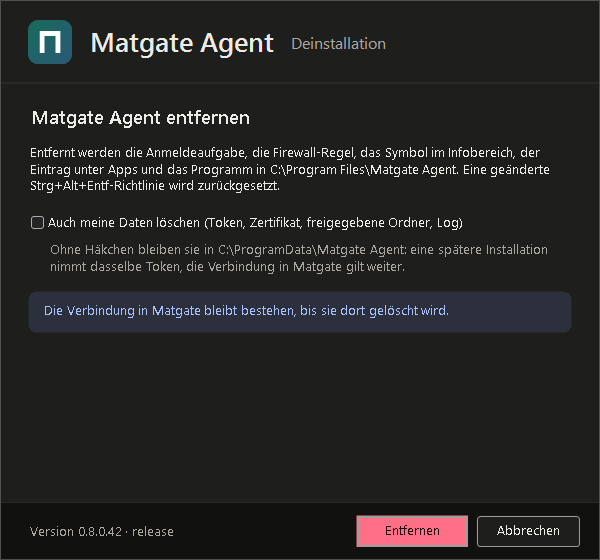 Matgate Agent Deinstallation
Matgate Agent entfernen
Entfernt werden die Anmeldeaufgabe, die Firewall-Regel, das Symbol im Infobereich, der
Eintrag unter Apps und das Programm in C:\Program Files\Matgate Agent. Eine geänderte
Strg+Alt+Entf-Richtlinie wird zurückgesetzt.
Auch meine Daten löschen (Token, Zertifikat, freigegebene Ordner, Log)
Ohne Häkchen bleiben sie in C:\ProgramData\Matgate Agent: eine spätere Installation
nimmt dasselbe Token, die Verbindung in Matgate gilt weiter.
Die Verbindung in Matgate bleibt bestehen, bis sie dort gelöscht wird.
Version 0.8.0.42 · release
Entfernen
Abbrechen